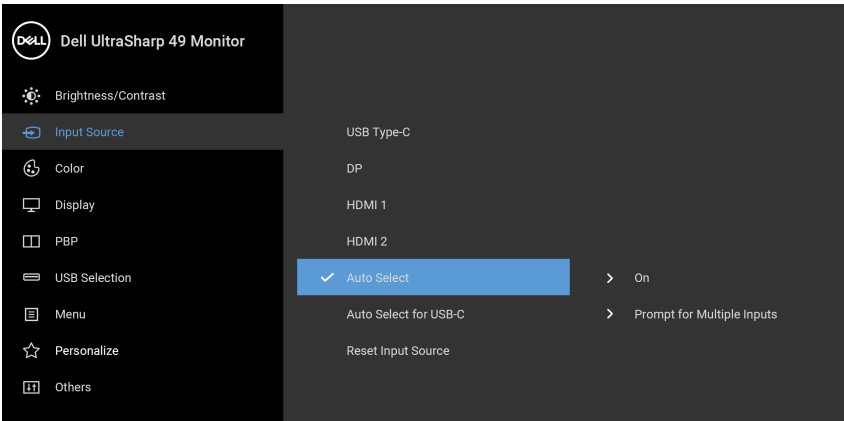 DELL Dell UltraSharp 49 Monitor
Brightness/Contrast
Input Source USB Type-C
Color DP
Display HDMI 1
PBP HDMI 2
USB Selection Auto Select On
Menu Auto Select for USB-C Prompt for Multiple Inputs
Personalize Reset Input Source
Others